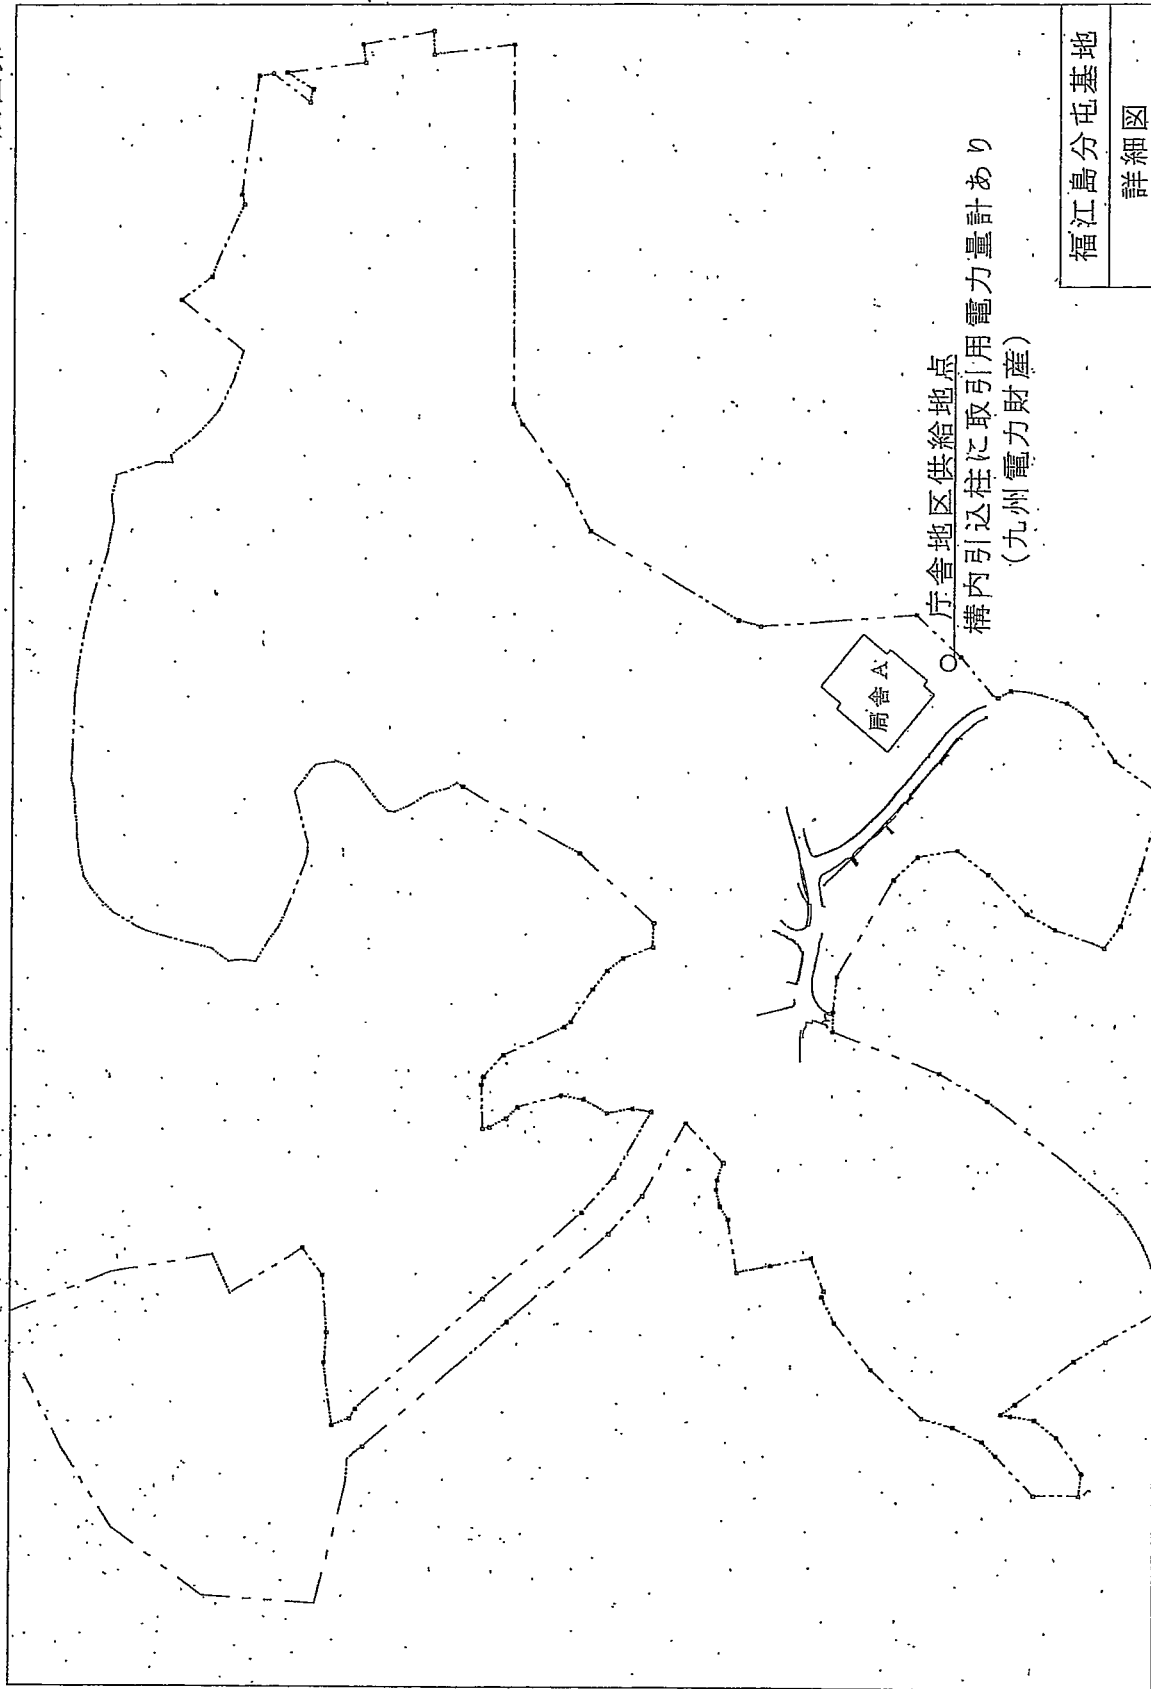 庁舎地区供給地点
構内引込柱に取引用電力量計あり
(九州電力財産)
局舎A
福江島分屯基地
詳細図